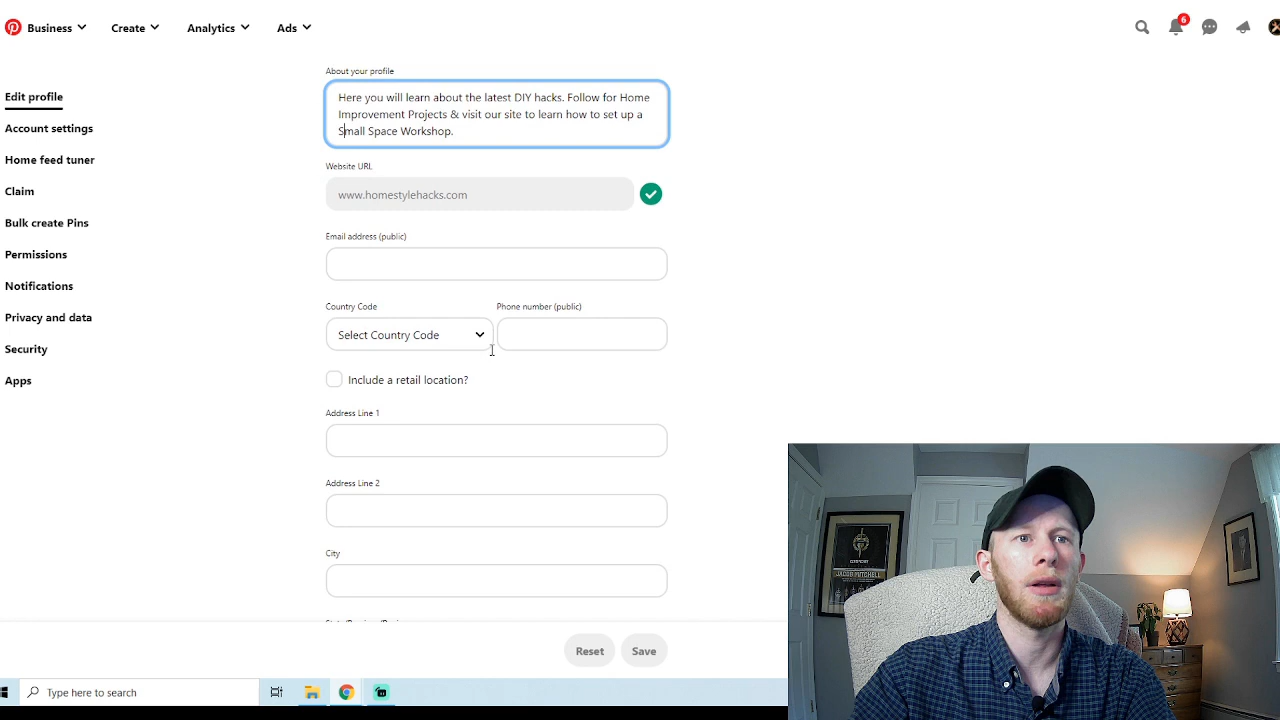 Business
Create
Analytics
Ads
6
Edit profile
Account settings
Home feed tuner
Claim
Bulk create Pins
Permissions
Notifications
Privacy and data
Security
Apps
About your profile
Here you will learn about the latest DIY hacks. Follow for Home
Improvement Projects & visit our site to learn how to set up a
Small Space Workshop.
Website URL
www.homestylehacks.com
Email address (public)
Country Code
Phone number (public)
Select Country Code
Include a retail location?
Address Line 1
Address Line 2
City
Reset
Save
Type here to search
JACOB MITCHELL